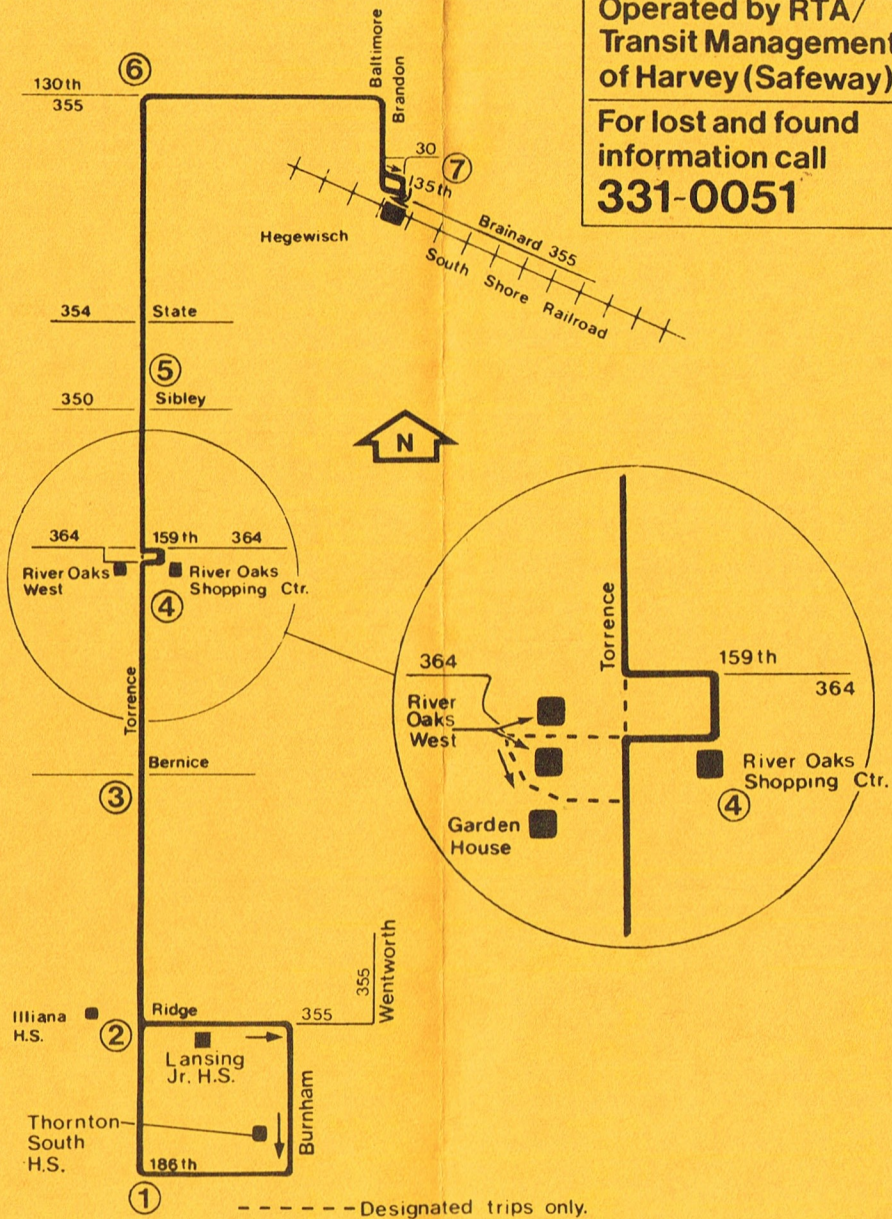 Operated by RTA/
Transit Management
of Harvey (Safeway)
For lost and found
information call
331-0051
⑥
130th
355
Baltimore
Brandon
30
⑦
135th
Hegewisch
Brainard 355
South Shore Railroad
354
State
⑤
350
Sibley
N
364
159th
364
River Oaks
West
River Oaks
Shopping Ctr.
④
Torrence
Bernice
③
Torrence
159th
364
364
River
Oaks
West
River Oaks
Shopping Ctr.
④
Garden
House
Illiana
H.S.
②
Ridge
355
355
Wentworth
Lansing
Jr. H.S.
Burnham
Thornton
South
H.S.
186th
①
Designated trips only.